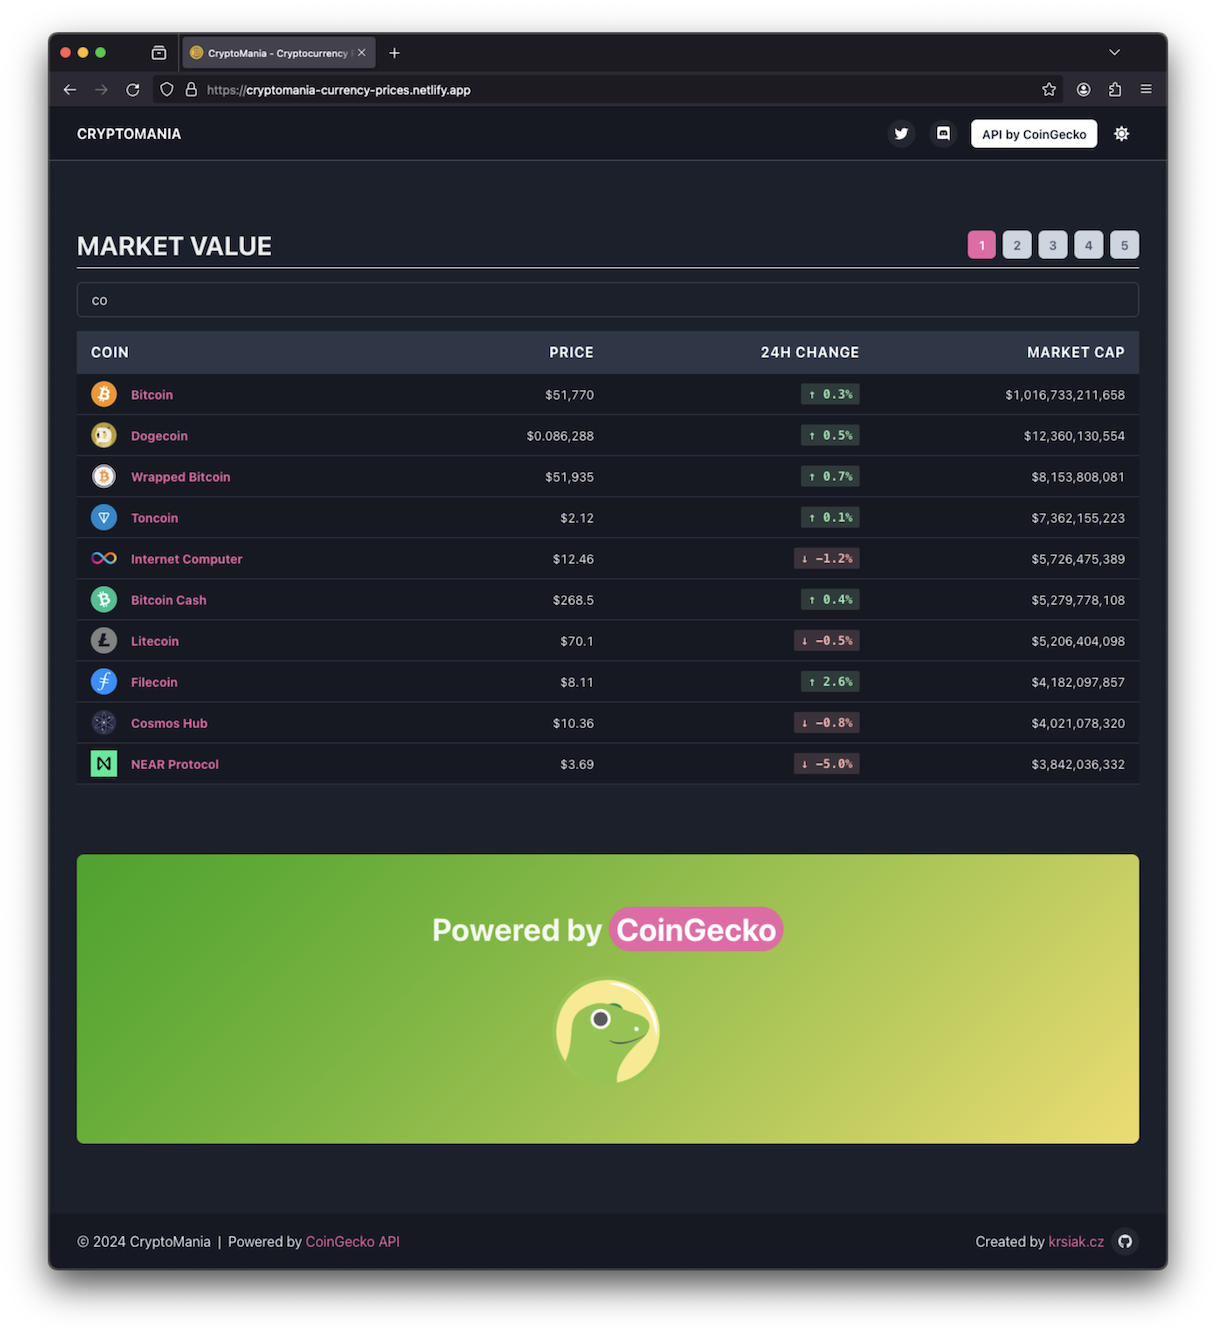 CryptoMania - Cryptocurrency
https://cryptomania-currency-prices.netlify.app
CRYPTOMANIA
API by CoinGecko
MARKET VALUE
1 2 3 4 5
co
COIN PRICE 24H CHANGE MARKET CAP
Bitcoin $51,770 ↑ 0.3% $1,016,733,211,658
Dogecoin $0.086,288 ↑ 0.5% $12,360,130,554
Wrapped Bitcoin $51,935 ↑ 0.7% $8,153,808,081
Toncoin $2.12 ↑ 0.1% $7,362,155,223
Internet Computer $12.46 ↓ −1.2% $5,726,475,389
Bitcoin Cash $268.5 ↑ 0.4% $5,279,778,108
Litecoin $70.1 ↓ −0.5% $5,206,404,098
Filecoin $8.11 ↑ 2.6% $4,182,097,857
Cosmos Hub $10.36 ↓ −0.8% $4,021,078,320
NEAR Protocol $3.69 ↓ −5.0% $3,842,036,332
Powered by CoinGecko
© 2024 CryptoMania | Powered by CoinGecko API
Created by krsiak.cz